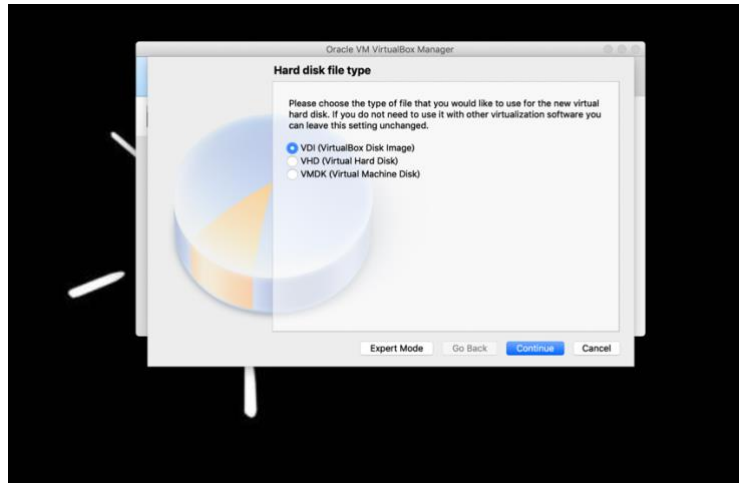 Oracle VM VirtualBox Manager
Hard disk file type
Please choose the type of file that you would like to use for the new virtual
hard disk. If you do not need to use it with other virtualization software you
can leave this setting unchanged.
VDI (VirtualBox Disk Image)
VHD (Virtual Hard Disk)
VMDK (Virtual Machine Disk)
Expert Mode Go Back Continue Cancel